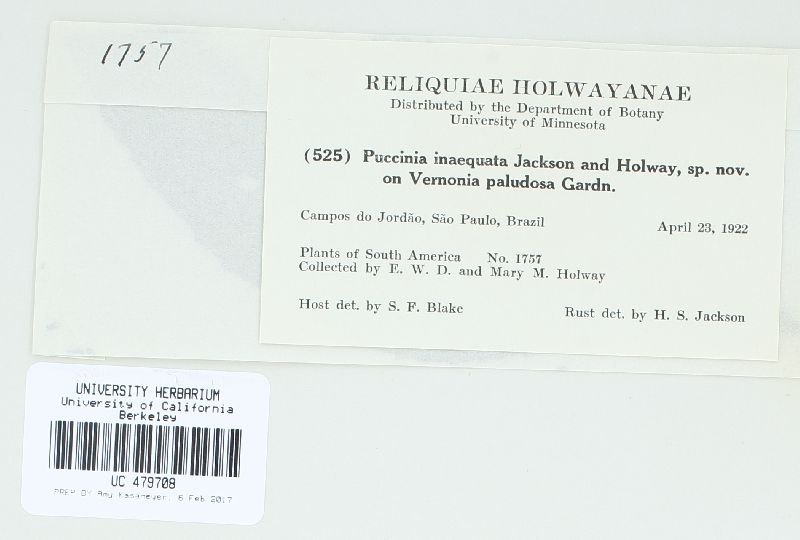 1757
RELIQUIAE HOLWAYANAE
Distributed by the Department of Botany
University of Minnesota
(525) Puccinia inaequata Jackson and Holway, sp. nov.
on Vernonia paludosa Gardn.
Campos do Jordão, São Paulo, Brazil April 23, 1922
Plants of South America No. 1757
Collected by E. W. D. and Mary M. Holway
Host det. by S. F. Blake Rust det. by H. S. Jackson
UNIVERSITY HERBARIUM
University of California
Berkeley
UC 479708
PREP BY Amy Kasameyer, 6 Feb 2017